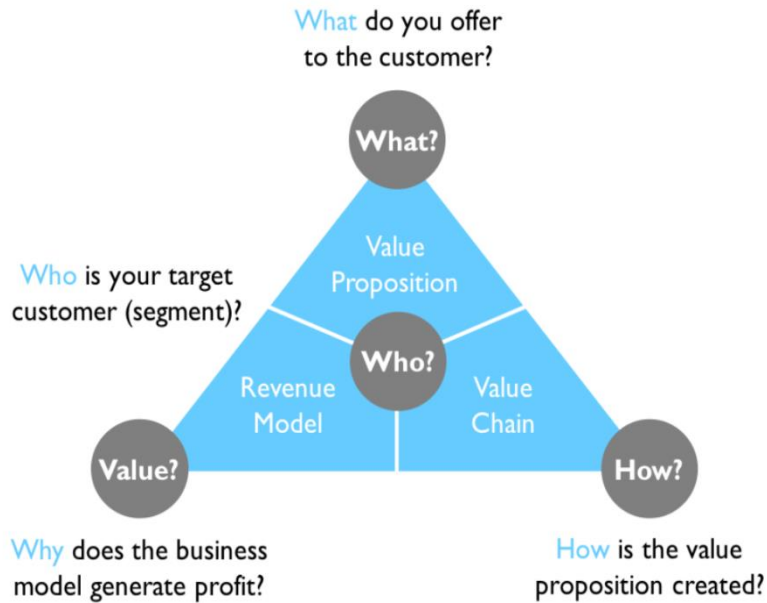 What do you offer
to the customer?
What?
Value
Proposition
Who is your target
customer (segment)?
Who?
Revenue
Model
Value
Chain
Value?
How?
Why does the business
model generate profit?
How is the value
proposition created?